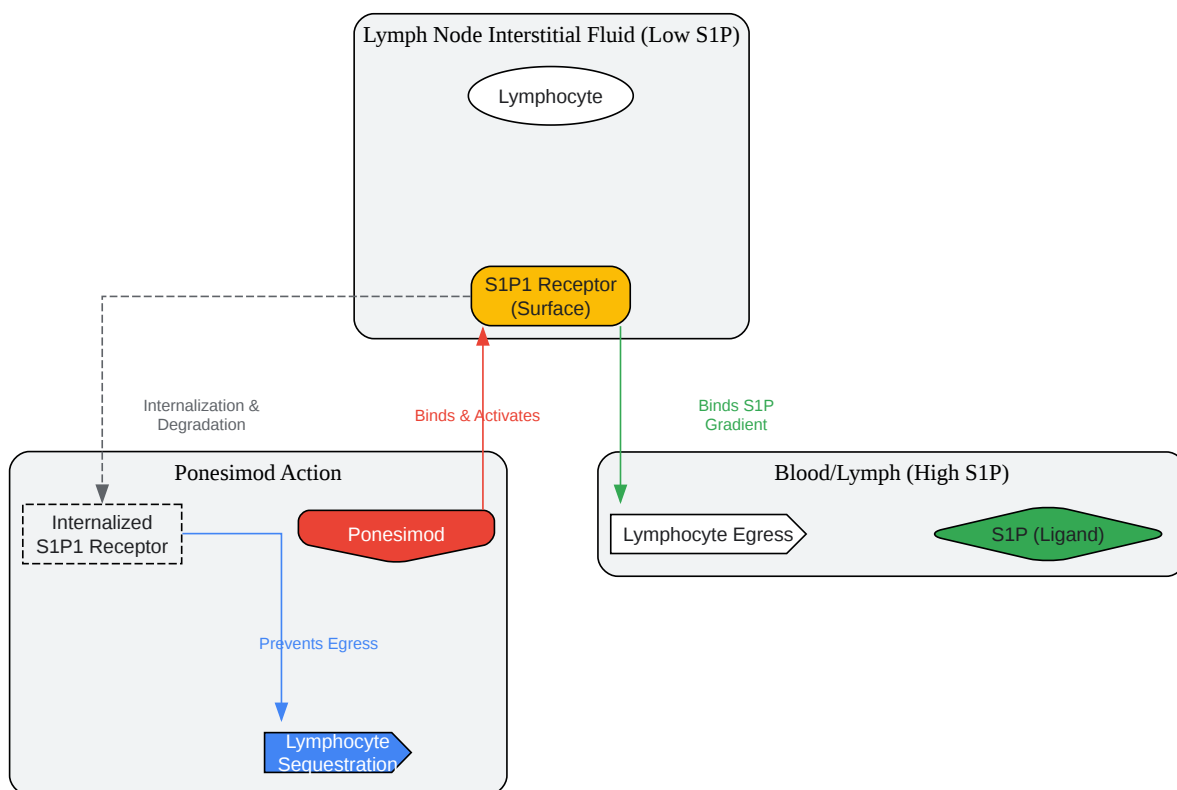 Lymph Node Interstitial Fluid (Low S1P)
Lymphocyte
S1P1 Receptor
(Surface)
Internalization &
Degradation
Binds & Activates
Binds S1P
Gradient
Ponesimod Action
Internalized
S1P1 Receptor
Ponesimod
Prevents Egress
Lymphocyte
Sequestration
Blood/Lymph (High S1P)
Lymphocyte Egress
S1P (Ligand)